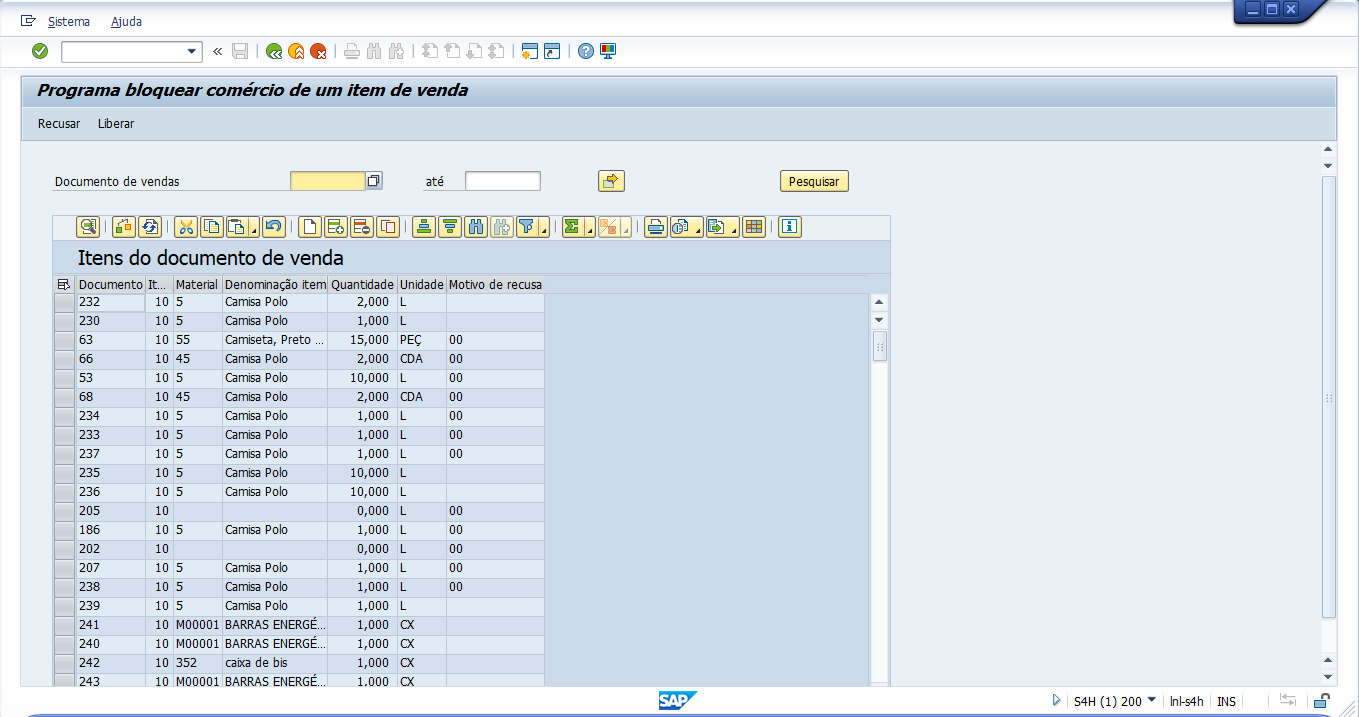 Sistema Ajuda
Programa bloquear comércio de um item de venda
Recusar Liberar
Documento de vendas até Pesquisar
Itens do documento de venda
Documento It... Material Denominação item Quantidade Unidade Motivo de recusa
232 10 5 Camisa Polo 2,000 L
230 10 5 Camisa Polo 1,000 L
63 10 55 Camiseta, Preto ... 15,000 PEÇ 00
66 10 45 Camisa Polo 2,000 CDA 00
53 10 5 Camisa Polo 10,000 L 00
68 10 45 Camisa Polo 2,000 CDA 00
234 10 5 Camisa Polo 1,000 L 00
233 10 5 Camisa Polo 1,000 L 00
237 10 5 Camisa Polo 1,000 L 00
235 10 5 Camisa Polo 10,000 L
236 10 5 Camisa Polo 10,000 L
205 10 0,000 L 00
186 10 5 Camisa Polo 1,000 L 00
202 10 0,000 L 00
207 10 5 Camisa Polo 1,000 L 00
238 10 5 Camisa Polo 1,000 L 00
239 10 5 Camisa Polo 1,000 L
241 10 M00001 BARRAS ENERGÉ... 1,000 CX
240 10 M00001 BARRAS ENERGÉ... 1,000 CX
242 10 352 caixa de bis 1,000 CX
243 10 M00001 BARRAS ENERGÉ... 1,000 CX
SAP S4H (1) 200 lnl-s4h INS